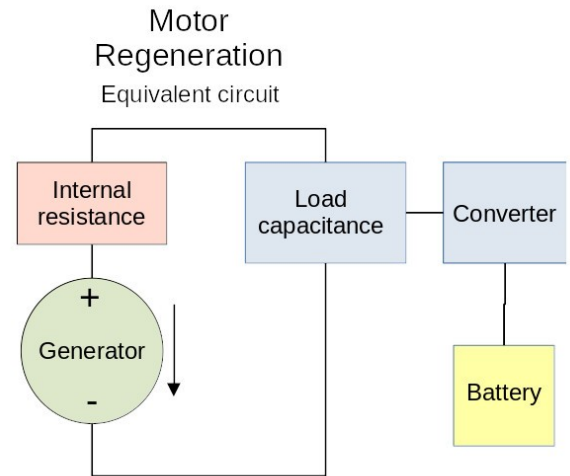 Motor
Regeneration
Equivalent circuit
Internal
resistance
Load
capacitance
Converter
+
Generator
-
Battery